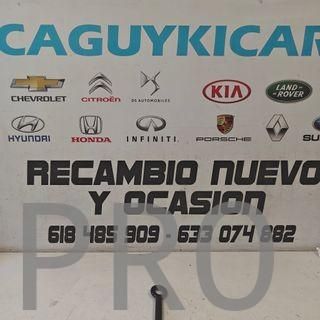 CAGUYKICAR
CHEVROLET CITROËN DS AUTOMOBILES KIA LAND ROVER
HYUNDAI HONDA INFINITI PORSCHE SU
RECAMBIO NUEVO
Y OCASION
618 485 909 - 633 074 882
PRO